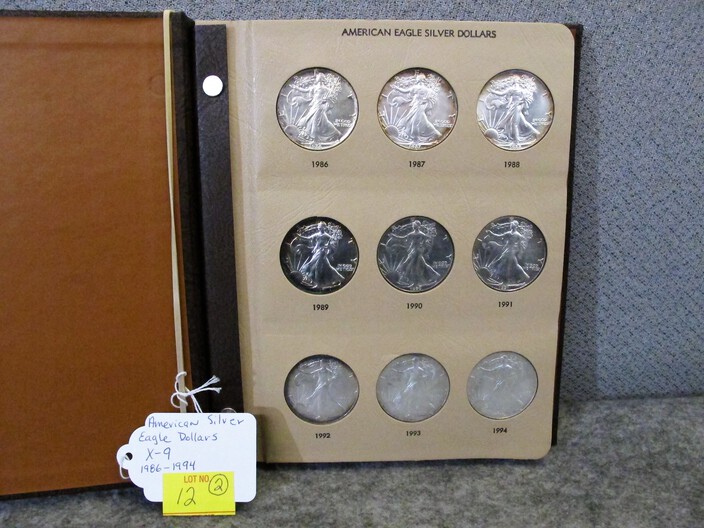 AMERICAN EAGLE SILVER DOLLARS
1986 1987 1988
1989 1990 1991
1992 1993 1994
American Silver
Eagle Dollars
X-9
1986-1994
LOT NO. 2
12